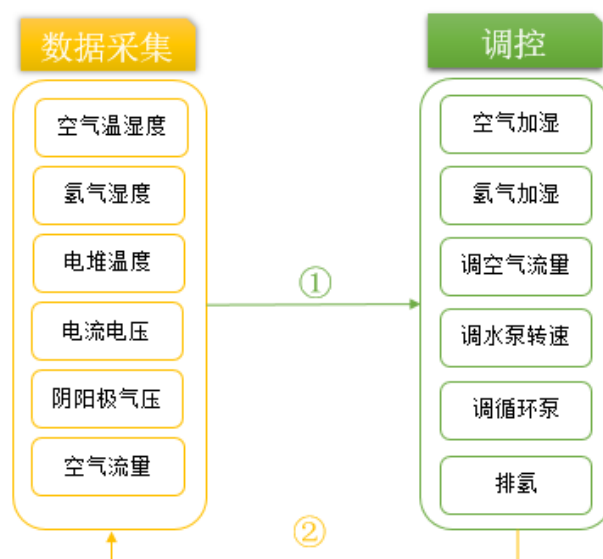 数据采集
空气温湿度
氢气湿度
电堆温度
电流电压
阴阳极气压
空气流量
①
②
调控
空气加湿
氢气加湿
调空气流量
调水泵转速
调循环泵
排氢